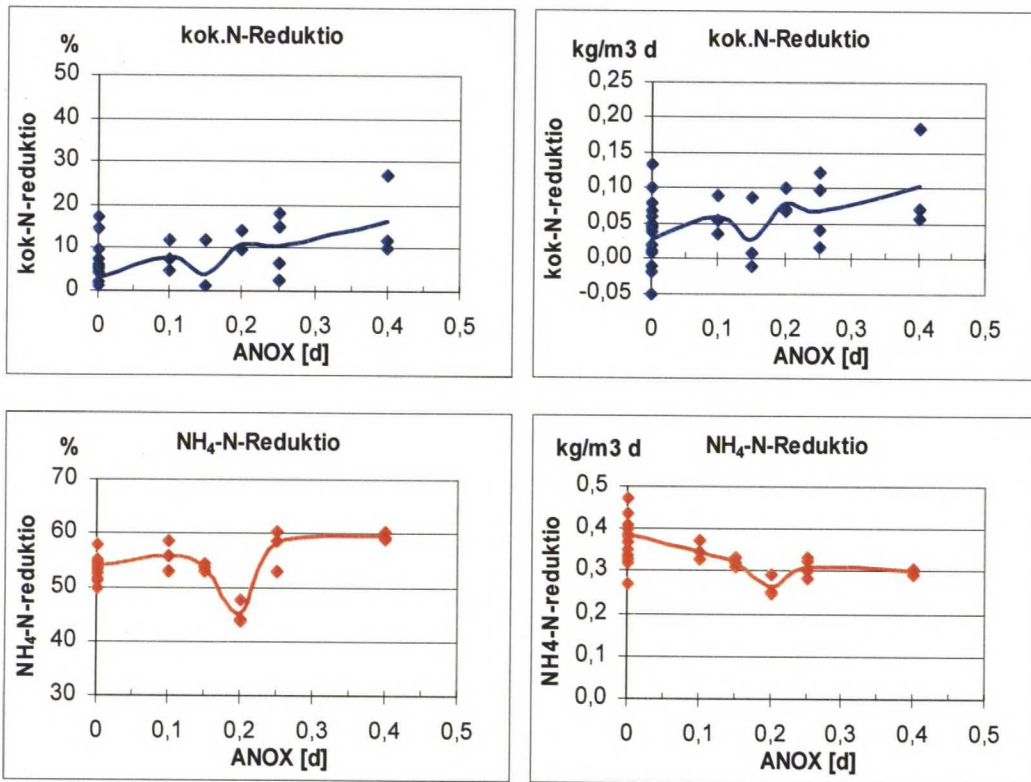 %
kok.N-Reduktio
50
40
30
20
10
0
kok-N-reduktio
0 0,1 0,2 0,3 0,4 0,5
ANOX [d]
kg/m3 d
kok.N-Reduktio
0,25
0,20
0,15
0,10
0,05
0,00
-0,05
kok-N-reduktio
0 0,1 0,2 0,3 0,4 0,5
ANOX [d]
%
NH₄-N-Reduktio
70
60
50
40
30
NH₄-N-reduktio
0 0,1 0,2 0,3 0,4 0,5
ANOX [d]
kg/m3 d
NH₄-N-Reduktio
0,5
0,4
0,3
0,2
0,1
0,0
NH4-N-reduktio
0 0,1 0,2 0,3 0,4 0,5
ANOX [d]